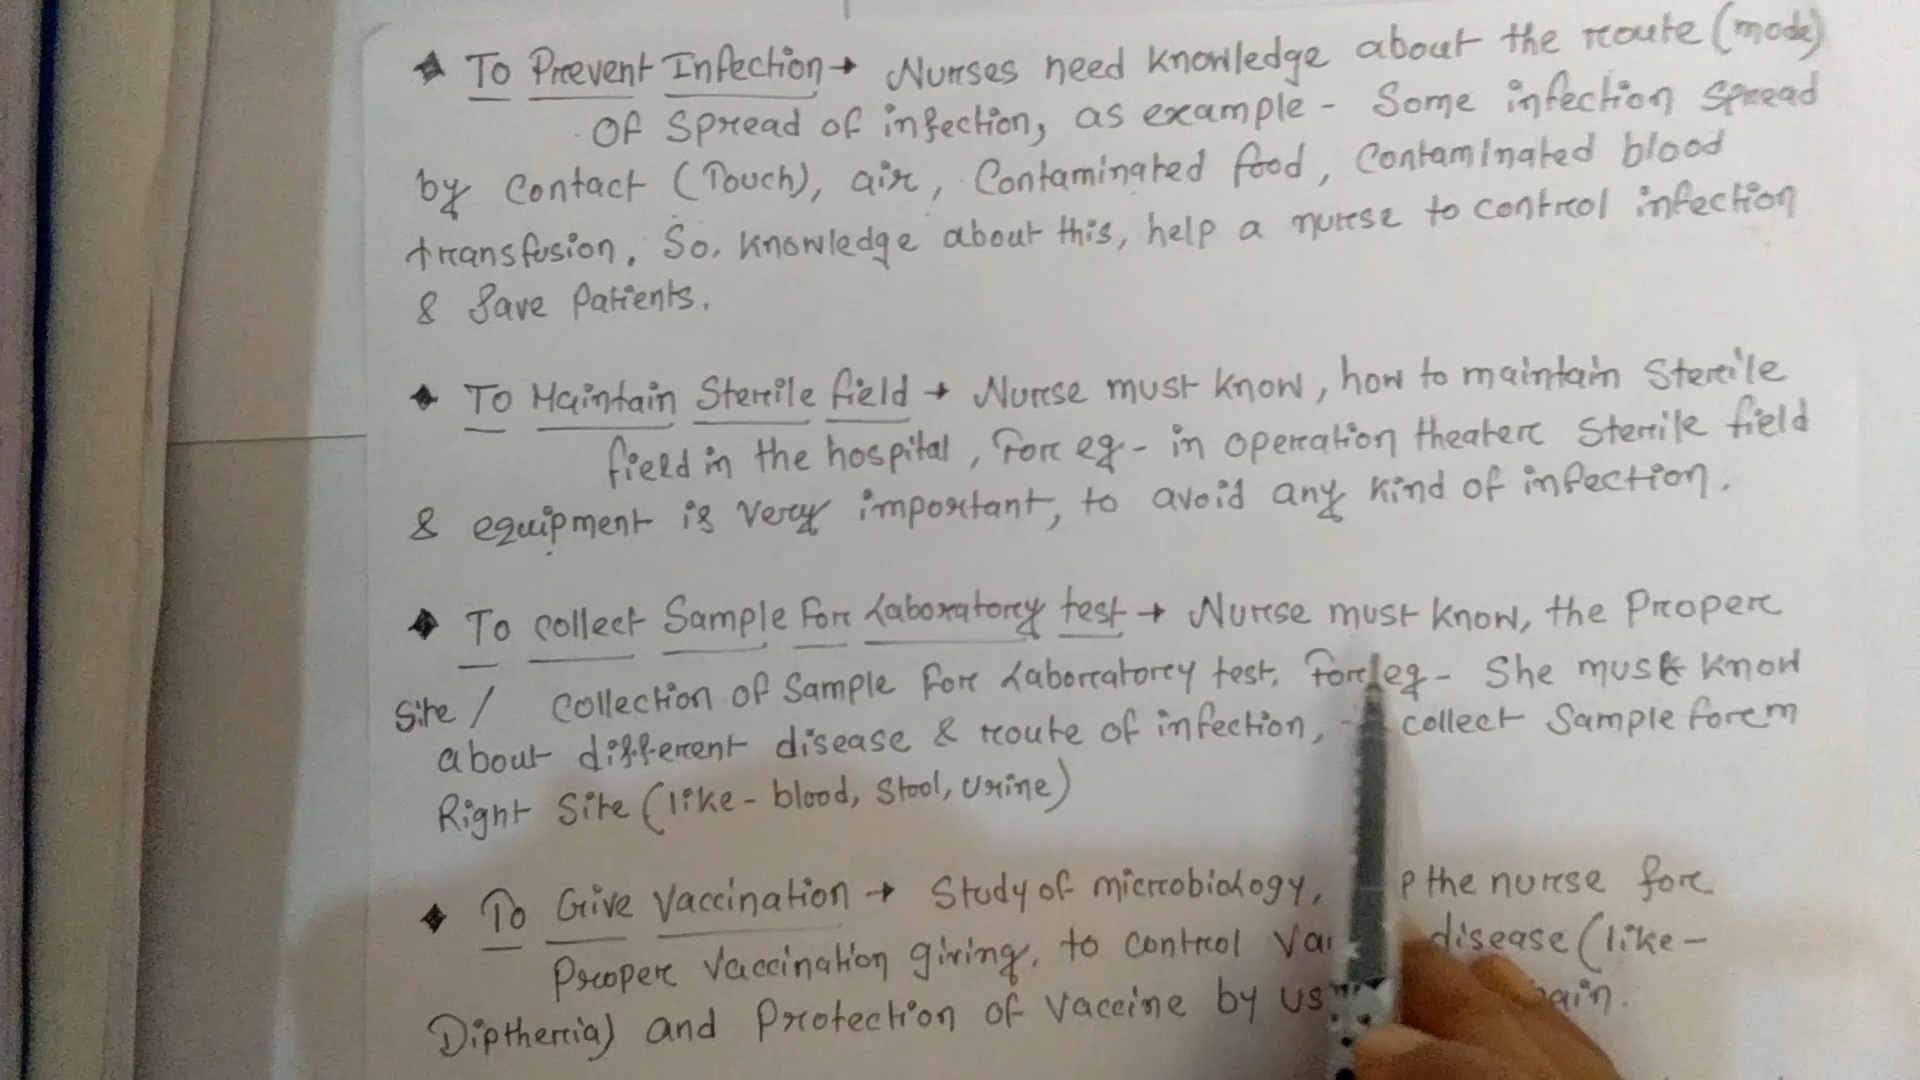 To Prevent Infection → Nurses need knowledge about the route (mode)
of spread of infection, as example - Some infection spread
by Contact (Touch), air, Contaminated food, Contaminated blood
transfusion. So, knowledge about this, help a nurse to control infection
& Save Patients.
To Maintain Sterile field → Nurse must know, how to maintain Sterile
field in the hospital, For eg - in operation theater Sterile field
& equipment is very important, to avoid any kind of infection.
To collect Sample For Laboratory test → Nurse must know, the Proper
Site / Collection of Sample for Laboratory test. For eg - She must know
about different disease & route of infection, collect Sample forem
Right Site (like - blood, Stool, Urine)
To Give Vaccination → Study of microbiology, the nurse for
Proper Vaccination giving, to control disease (like -
Diptheria) and Protection of Vaccine by